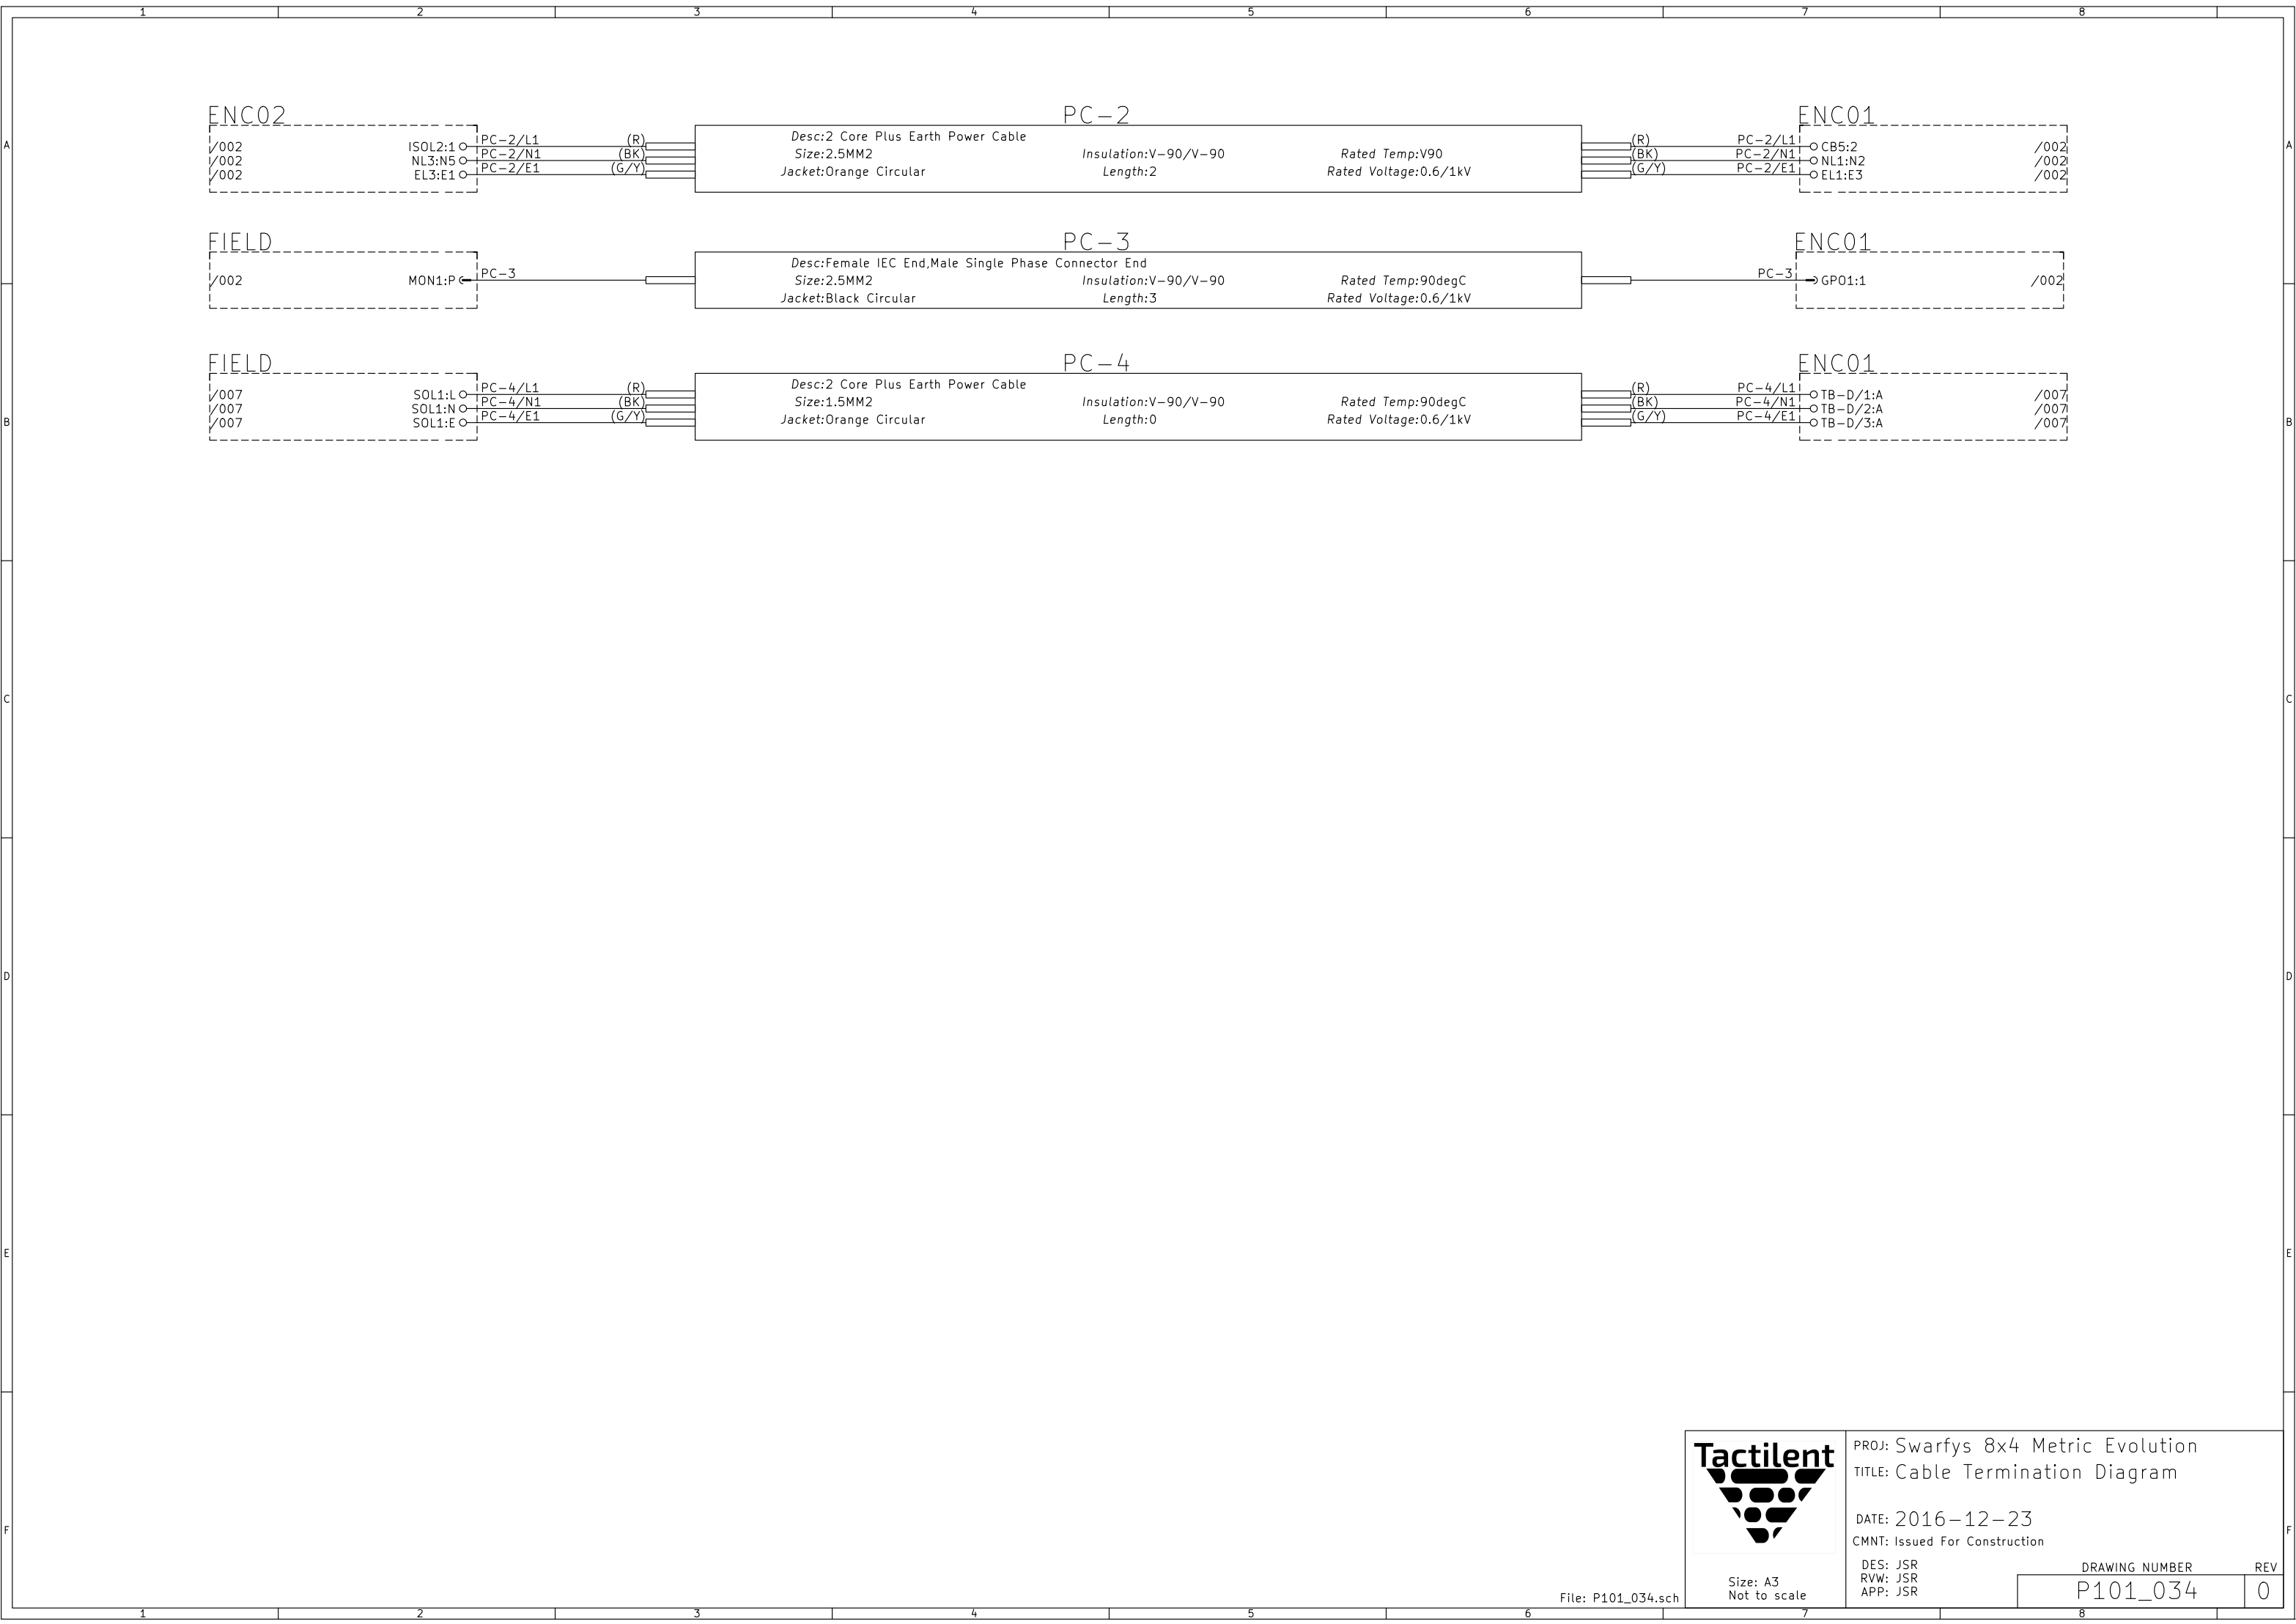 1 2 3 4 5 6 7 8
A A
B B
C C
D D
E E
F F
ENC02 PC-2 ENC01
/002 ISOL2:1 PC-2/L1 (R) Desc:2 Core Plus Earth Power Cable (R) PC-2/L1 CB5:2 /002
/002 NL3:N5 PC-2/N1 (BK) Size:2.5MM2 Insulation:V-90/V-90 Rated Temp:V90 (BK) PC-2/N1 NL1:N2 /002
/002 EL3:E1 PC-2/E1 (G/Y) Jacket:Orange Circular Length:2 Rated Voltage:0.6/1kV (G/Y) PC-2/E1 EL1:E3 /002
FIELD PC-3 ENC01
Desc:Female IEC End,Male Single Phase Connector End
/002 MON1:P PC-3 Size:2.5MM2 Insulation:V-90/V-90 Rated Temp:90degC PC-3 GPO1:1 /002
Jacket:Black Circular Length:3 Rated Voltage:0.6/1kV
FIELD PC-4 ENC01
/007 SOL1:L PC-4/L1 (R) Desc:2 Core Plus Earth Power Cable (R) PC-4/L1 TB-D/1:A /007
/007 SOL1:N PC-4/N1 (BK) Size:1.5MM2 Insulation:V-90/V-90 Rated Temp:90degC (BK) PC-4/N1 TB-D/2:A /007
/007 SOL1:E PC-4/E1 (G/Y) Jacket:Orange Circular Length:0 Rated Voltage:0.6/1kV (G/Y) PC-4/E1 TB-D/3:A /007
Tactilent
Size: A3
Not to scale
File: P101_034.sch
PROJ: Swarfys 8x4 Metric Evolution
TITLE: Cable Termination Diagram
DATE: 2016-12-23
CMNT: Issued For Construction
DES: JSR
RVW: JSR
APP: JSR
DRAWING NUMBER REV
P101_034 0
1 2 3 4 5 6 7 8